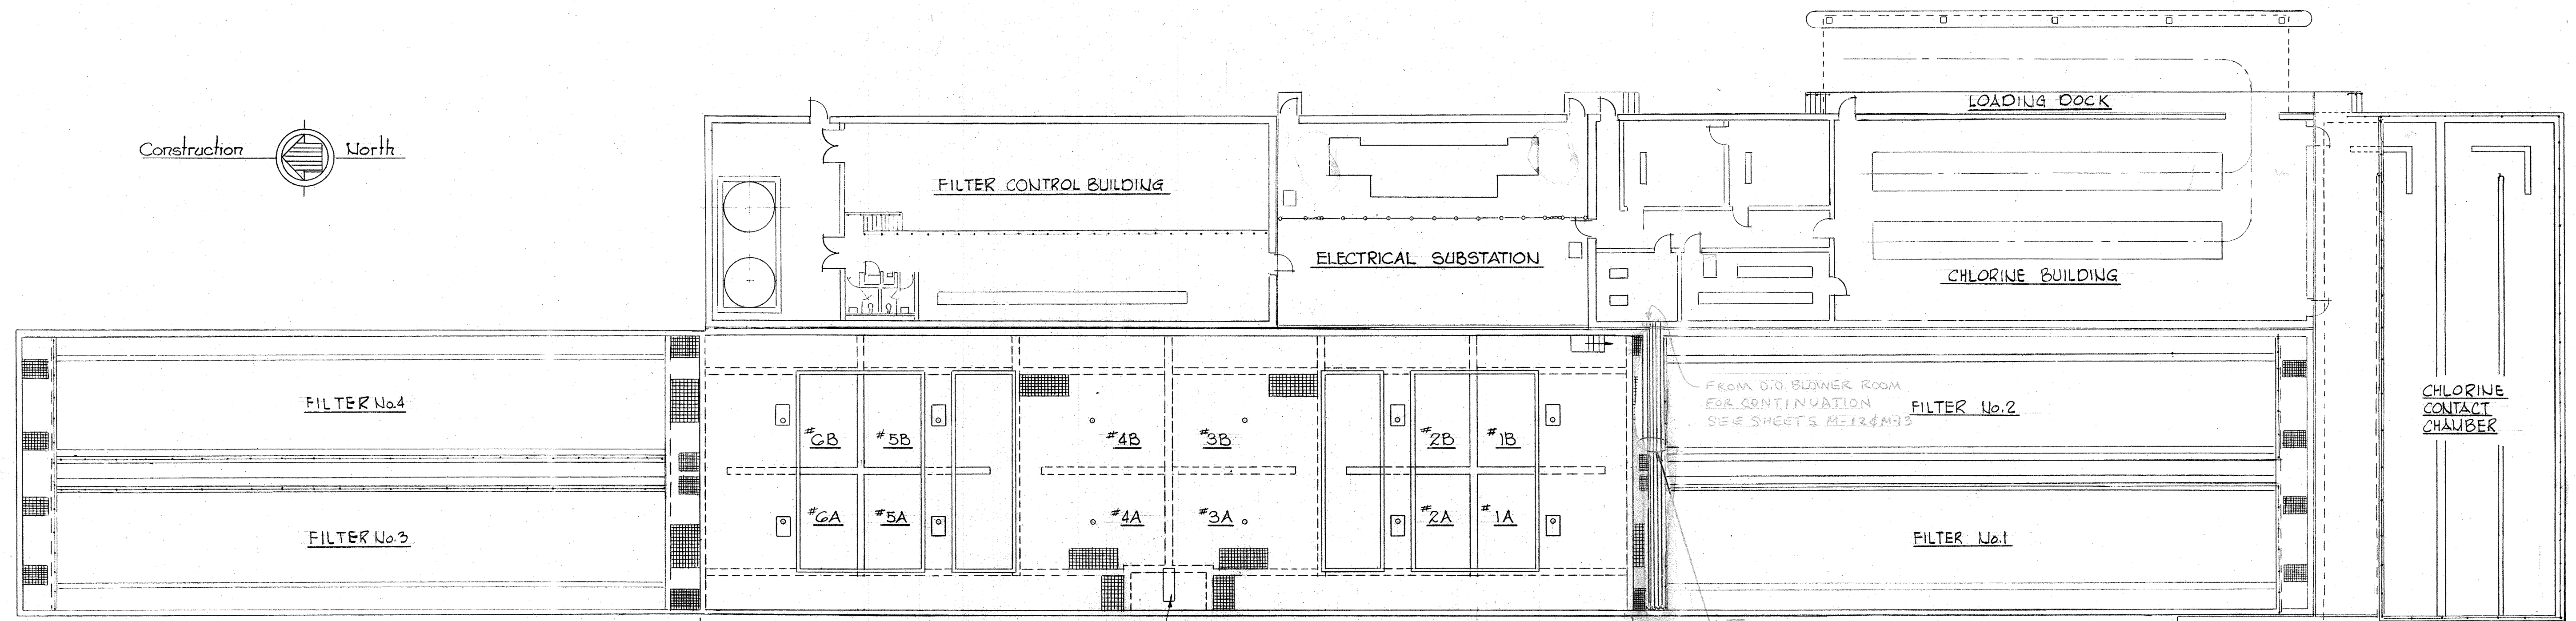 Construction North
LOADING DOCK
FILTER CONTROL BUILDING
ELECTRICAL SUBSTATION
CHLORINE BUILDING
FILTER No.4
FROM D.O. BLOWER ROOM
FOR CONTINUATION
SEE SHEETS M-12 & M-13
FILTER No.2
CHLORINE
CONTACT
CHAMBER
#6B #5B #4B #3B #2B #1B
#6A #5A #4A #3A #2A #1A
FILTER No.3
FILTER No.1